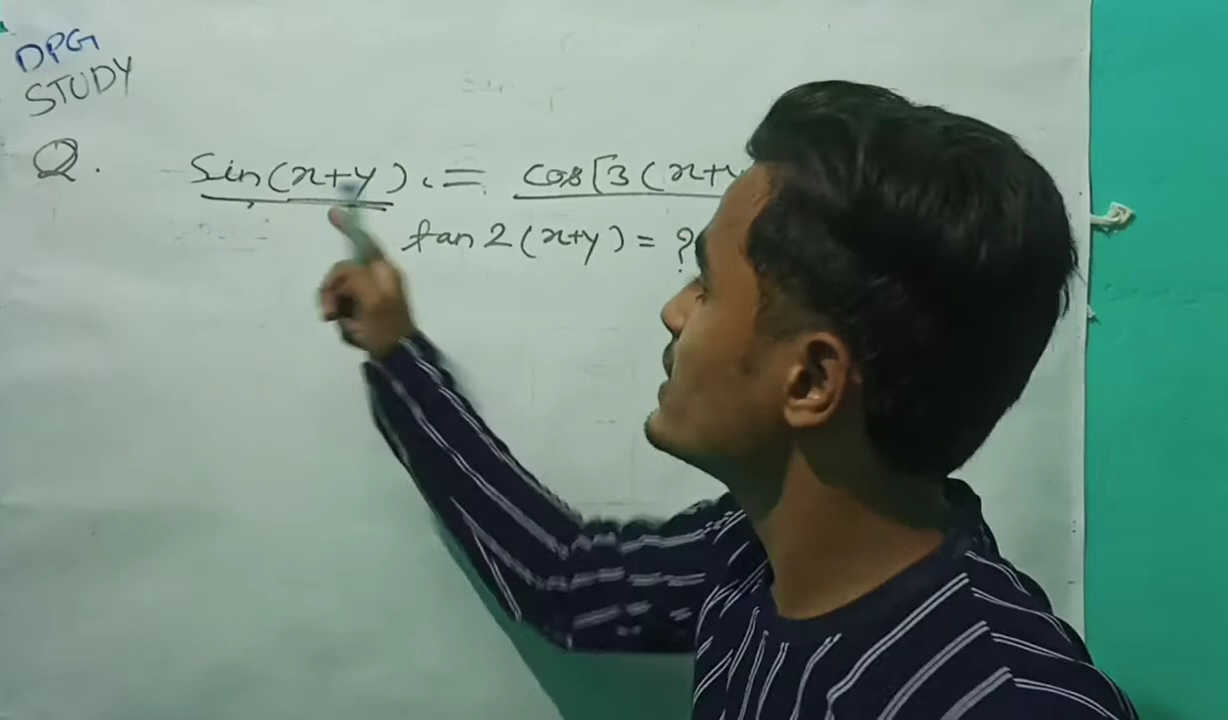 DPG
STUDY
Q. Sin(x+y) = cos[3(x+y
tan 2(x+y) = ?